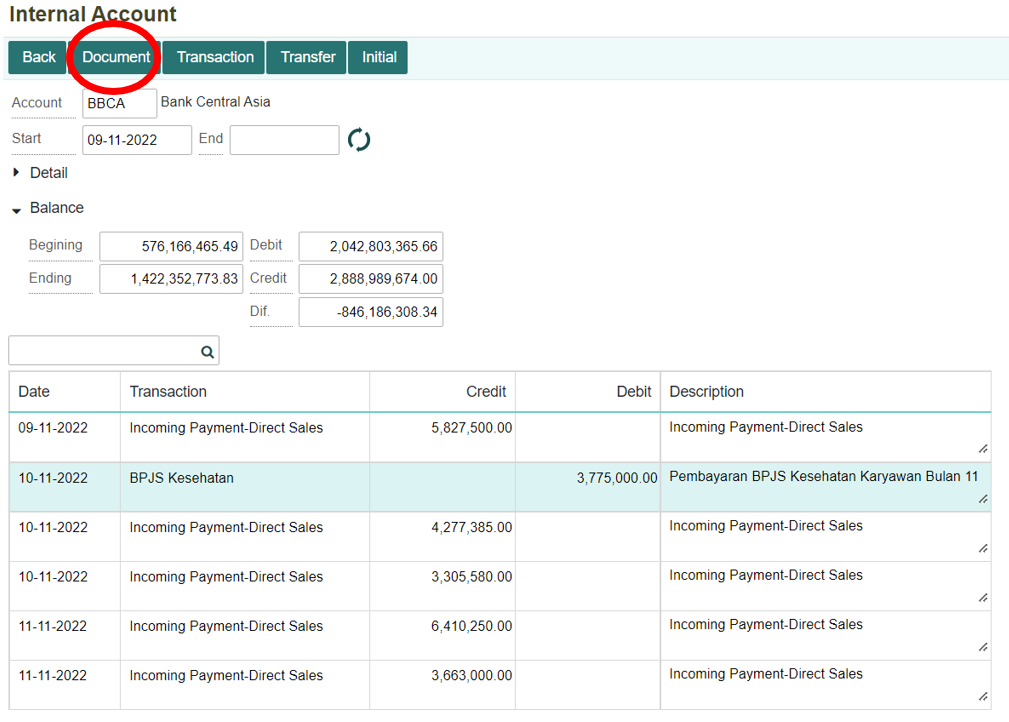 Internal Account
Back Document Transaction Transfer Initial
Account BBCA Bank Central Asia
Start 09-11-2022 End
Detail
Balance
Begining 576,166,465.49 Debit 2,042,803,365.66
Ending 1,422,352,773.83 Credit 2,888,989,674.00
Dif. -846,186,308.34
Date Transaction Credit Debit Description
09-11-2022 Incoming Payment-Direct Sales 5,827,500.00 Incoming Payment-Direct Sales
10-11-2022 BPJS Kesehatan 3,775,000.00 Pembayaran BPJS Kesehatan Karyawan Bulan 11
10-11-2022 Incoming Payment-Direct Sales 4,277,385.00 Incoming Payment-Direct Sales
10-11-2022 Incoming Payment-Direct Sales 3,305,580.00 Incoming Payment-Direct Sales
11-11-2022 Incoming Payment-Direct Sales 6,410,250.00 Incoming Payment-Direct Sales
11-11-2022 Incoming Payment-Direct Sales 3,663,000.00 Incoming Payment-Direct Sales